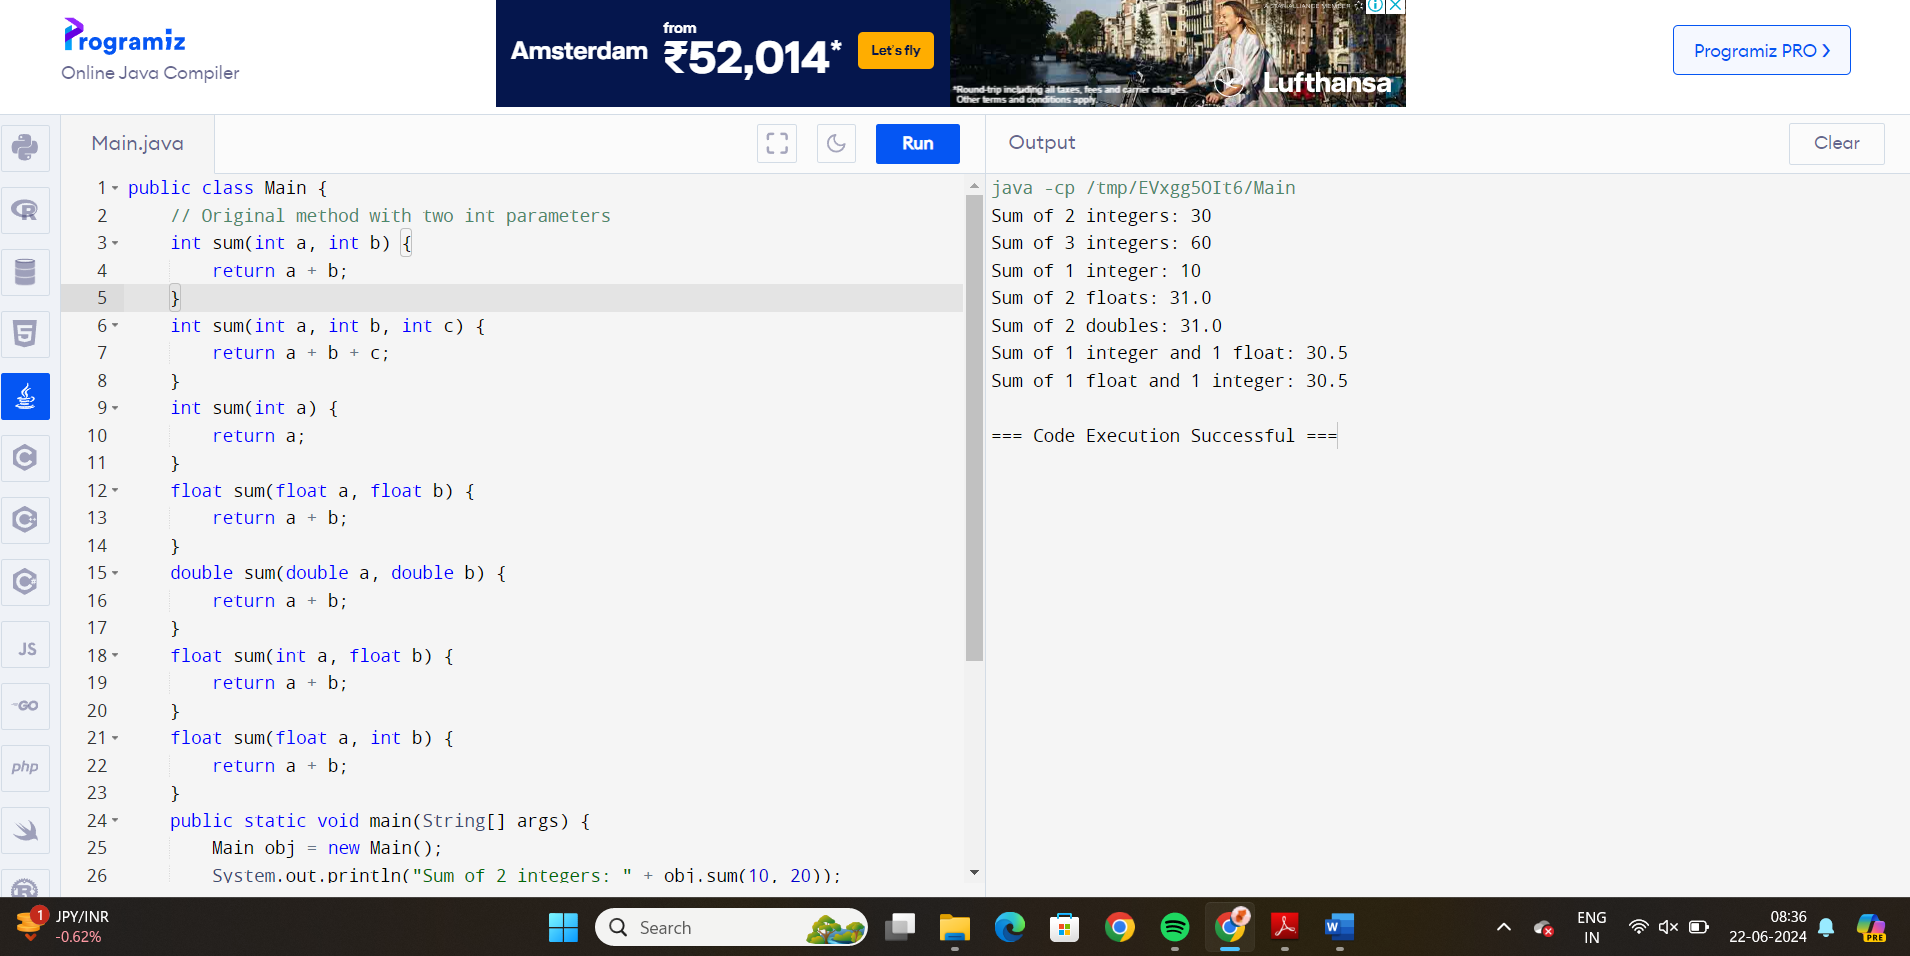 Programiz
Online Java Compiler
Amsterdam
from
₹52,014*
Let's fly
A STAR ALLIANCE MEMBER
Lufthansa
*Round-trip including all taxes, fees and carrier charges.
Other terms and conditions apply.
Programiz PRO
Main.java
Run
Output
Clear
1 public class Main {
2 // Original method with two int parameters
3 int sum(int a, int b) {
4 return a + b;
5 }
6 int sum(int a, int b, int c) {
7 return a + b + c;
8 }
9 int sum(int a) {
10 return a;
11 }
12 float sum(float a, float b) {
13 return a + b;
14 }
15 double sum(double a, double b) {
16 return a + b;
17 }
18 float sum(int a, float b) {
19 return a + b;
20 }
21 float sum(float a, int b) {
22 return a + b;
23 }
24 public static void main(String[] args) {
25 Main obj = new Main();
26 System.out.println("Sum of 2 integers: " + obj.sum(10, 20));
java -cp /tmp/EVxgg5OIt6/Main
Sum of 2 integers: 30
Sum of 3 integers: 60
Sum of 1 integer: 10
Sum of 2 floats: 31.0
Sum of 2 doubles: 31.0
Sum of 1 integer and 1 float: 30.5
Sum of 1 float and 1 integer: 30.5
=== Code Execution Successful ===
R
5
C
C
C
JS
GO
php
R
1
JPY/INR
-0.62%
Search
W
ENG
IN
08:36
22-06-2024
PRE